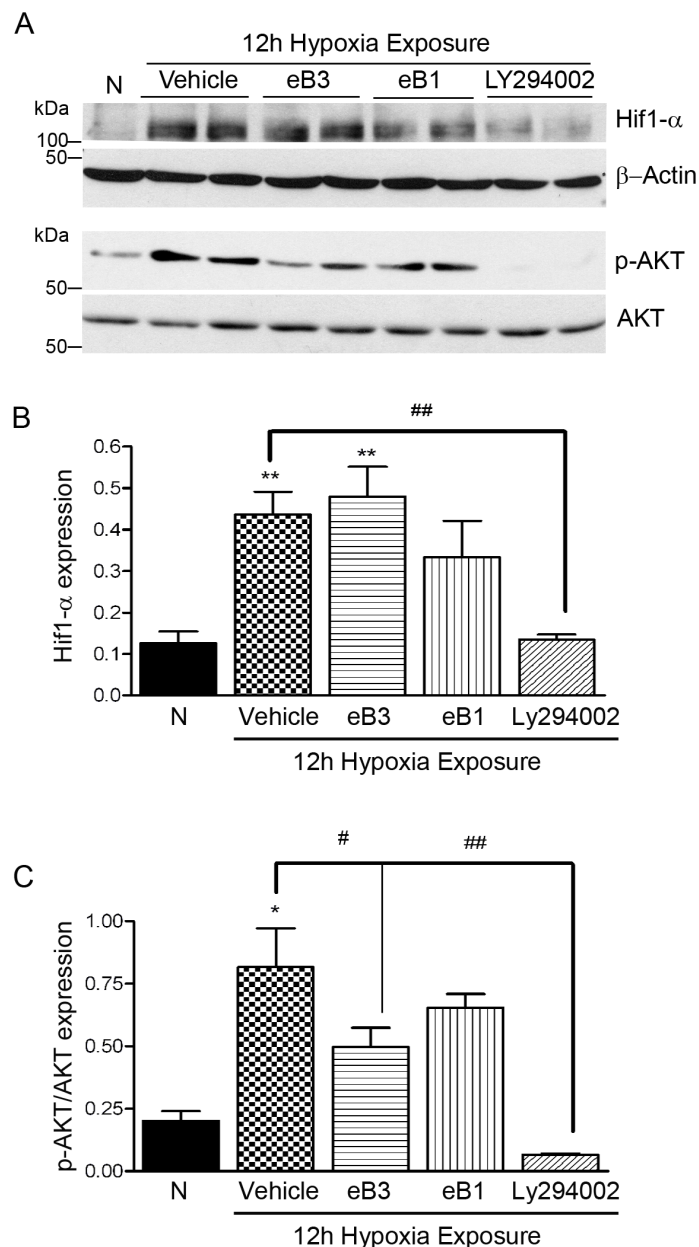 A
12h Hypoxia Exposure
N Vehicle eB3 eB1 LY294002
kDa
100
Hif1-α
50
β–Actin
kDa
p-AKT
50
AKT
50
B
##
Hif1-α expression
0.6
0.5
0.4
0.3
0.2
0.1
0.0
**
**
N Vehicle eB3 eB1 Ly294002
12h Hypoxia Exposure
C
# ##
p-AKT/AKT expression
1.00
0.75
0.50
0.25
0.00
*
N Vehicle eB3 eB1 Ly294002
12h Hypoxia Exposure